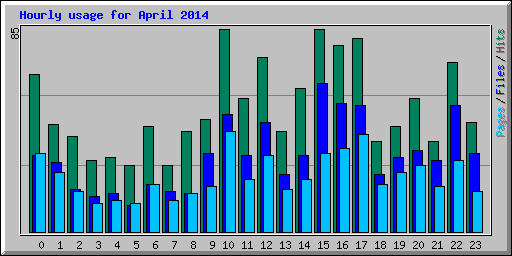 Hourly usage for April 2014
85
Pages/Files/Hits
0 1 2 3 4 5 6 7 8 9 10 11 12 13 14 15 16 17 18 19 20 21 22 23